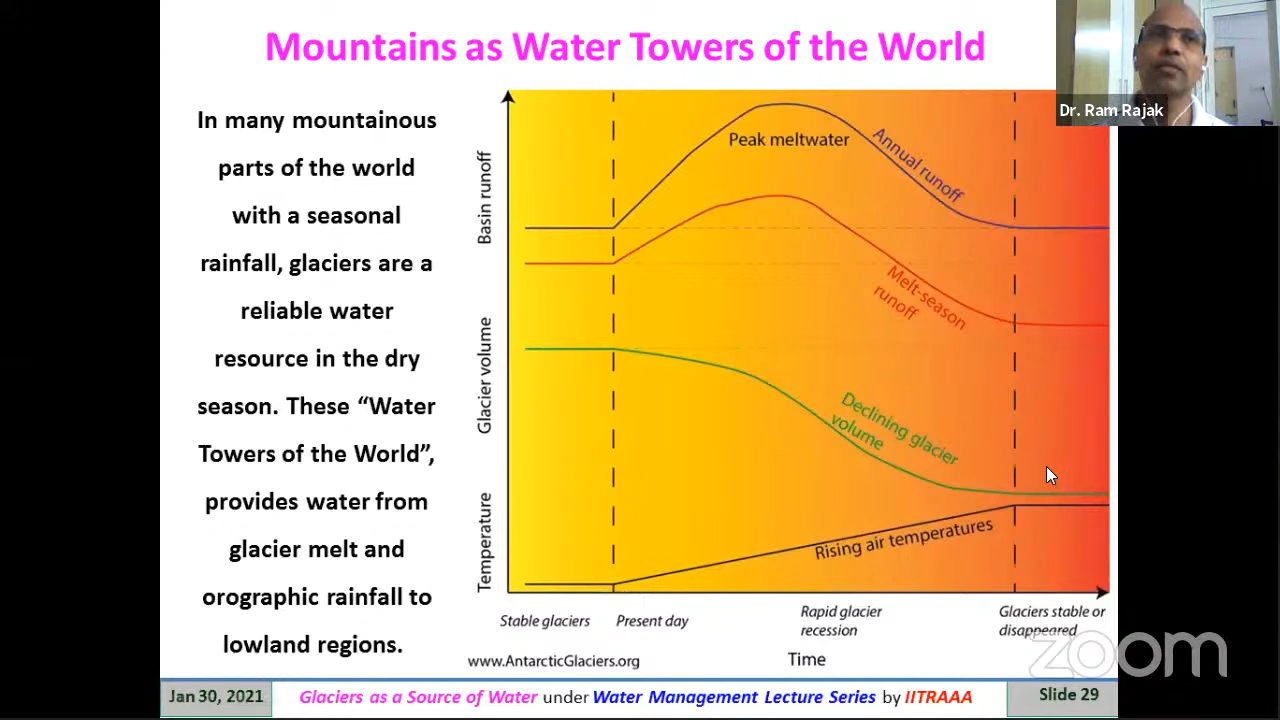 Mountains as Water Towers of the World
Dr. Ram Rajak
In many mountainous
parts of the world
with a seasonal
rainfall, glaciers are a
reliable water
resource in the dry
season. These “Water
Towers of the World”,
provides water from
glacier melt and
orographic rainfall to
lowland regions.
Basin runoff
Glacier volume
Temperature
Peak meltwater
Annual runoff
Melt-season
runoff
Declining glacier
volume
Rising air temperatures
Stable glaciers
Present day
Rapid glacier
recession
Glaciers stable or
disappeared
www.AntarcticGlaciers.org
Time
zoom
Jan 30, 2021
Glaciers as a Source of Water under Water Management Lecture Series by IITRAAA
Slide 29